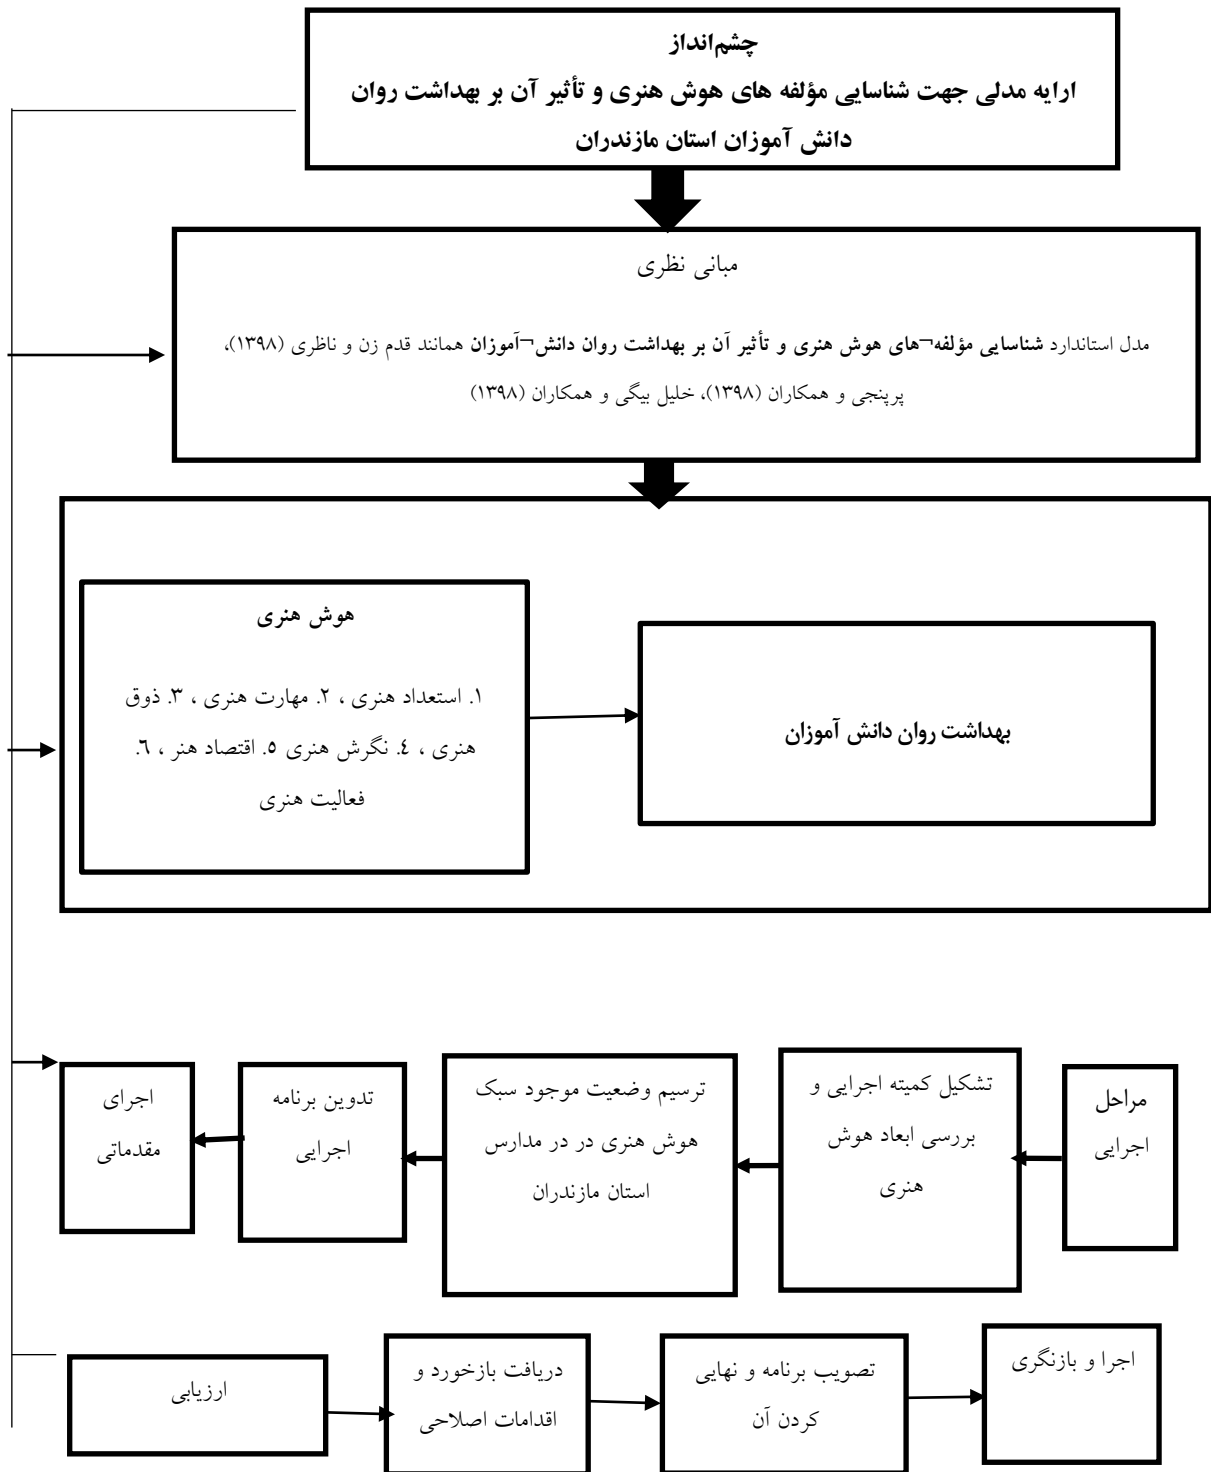 چشم‌انداز
ارایه مدلی جهت شناسایی مؤلفه های هوش هنری و تأثیر آن بر بهداشت روان
دانش آموزان استان مازندران
مبانی نظری
مدل استاندارد شناسایی مؤلفه¬های هوش هنری و تأثیر آن بر بهداشت روان دانش¬آموزان همانند قدم زن و ناظری (۱۳۹۸)،
پرپنجی و همکاران (۱۳۹۸)، خلیل بیگی و همکاران (۱۳۹۸)
هوش هنری
۱. استعداد هنری ، ۲. مهارت هنری ، ۳. ذوق
هنری ، ٤. نگرش هنری ٥. اقتصاد هنر ، ٦.
فعالیت هنری
بهداشت روان دانش آموزان
مراحل
اجرایی
تشکیل کمیته اجرایی و
بررسی ابعاد هوش
هنری
ترسیم وضعیت موجود سبک
هوش هنری در در مدارس
استان مازندران
تدوین برنامه
اجرایی
اجرای
مقدماتی
ارزیابی
دریافت بازخورد و
اقدامات اصلاحی
تصویب برنامه و نهایی
کردن آن
اجرا و بازنگری